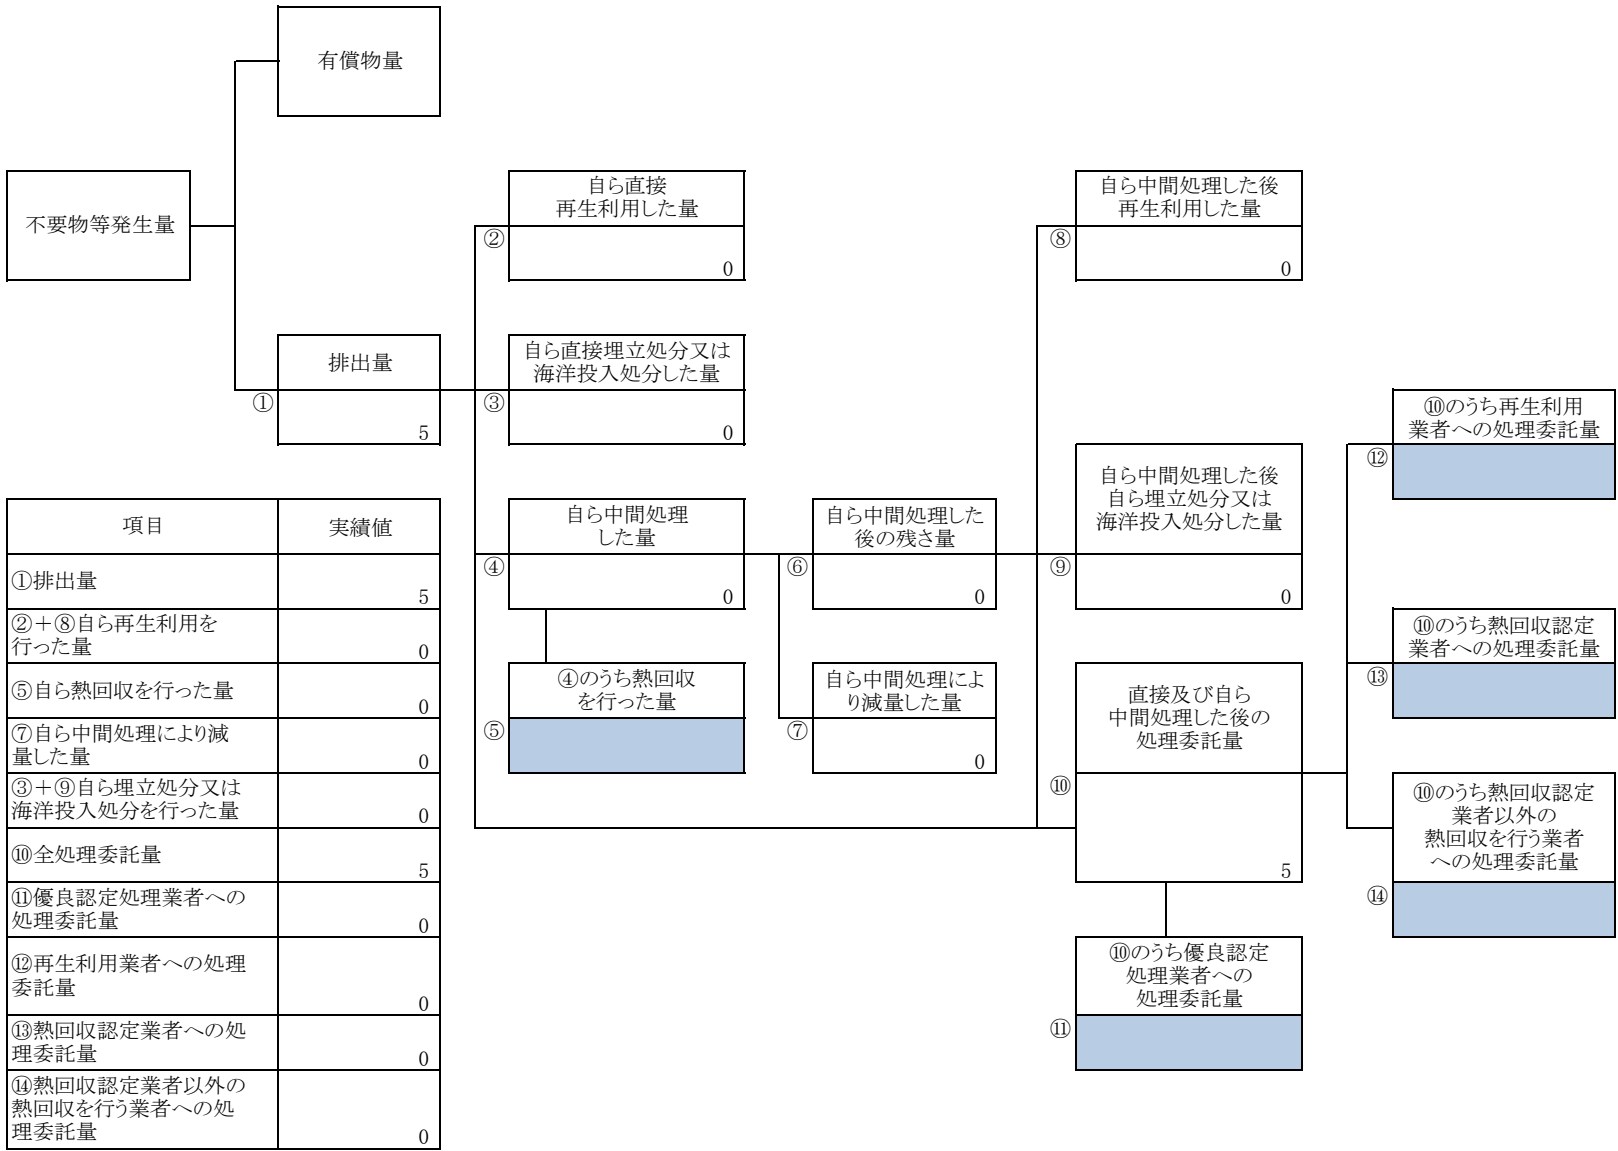 有償物量
不要物等発生量
自ら直接
再生利用した量
②
0
自ら中間処理した後
再生利用した量
⑧
0
排出量
①
5
自ら直接埋立処分又は
海洋投入処分した量
③
0
⑩のうち再生利用
業者への処理委託量
⑫
自ら中間処理
した量
④
0
自ら中間処理した
後の残さ量
⑥
0
自ら中間処理した後
自ら埋立処分又は
海洋投入処分した量
⑨
0
⑩のうち熱回収認定
業者への処理委託量
⑬
④のうち熱回収
を行った量
⑤
自ら中間処理によ
り減量した量
⑦
0
直接及び自ら
中間処理した後の
処理委託量
⑩
5
⑩のうち熱回収認定
業者以外の
熱回収を行う業者
への処理委託量
⑭
⑩のうち優良認定
処理業者への
処理委託量
⑪
項目 実績値
①排出量
5
②＋⑧自ら再生利用を
行った量
0
⑤自ら熱回収を行った量
0
⑦自ら中間処理により減
量した量
0
③＋⑨自ら埋立処分又は
海洋投入処分を行った量
0
⑩全処理委託量
5
⑪優良認定処理業者への
処理委託量
0
⑫再生利用業者への処理
委託量
0
⑬熱回収認定業者への処
理委託量
0
⑭熱回収認定業者以外の
熱回収を行う業者への処
理委託量
0